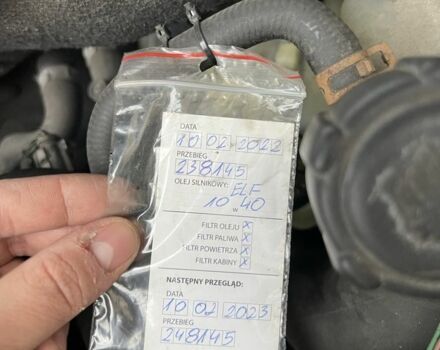 DATA
10 02 2022
PRZEBIEG
238145
OLEJ SILNIKOWY: ELF
10 W 40
FILTR OLEJU X
FILTR PALIWA X
FILTR POWIETRZA X
FILTR KABINY X
NASTĘPNY PRZEGLĄD:
DATA
10 02 2023
PRZEBIEG
248145